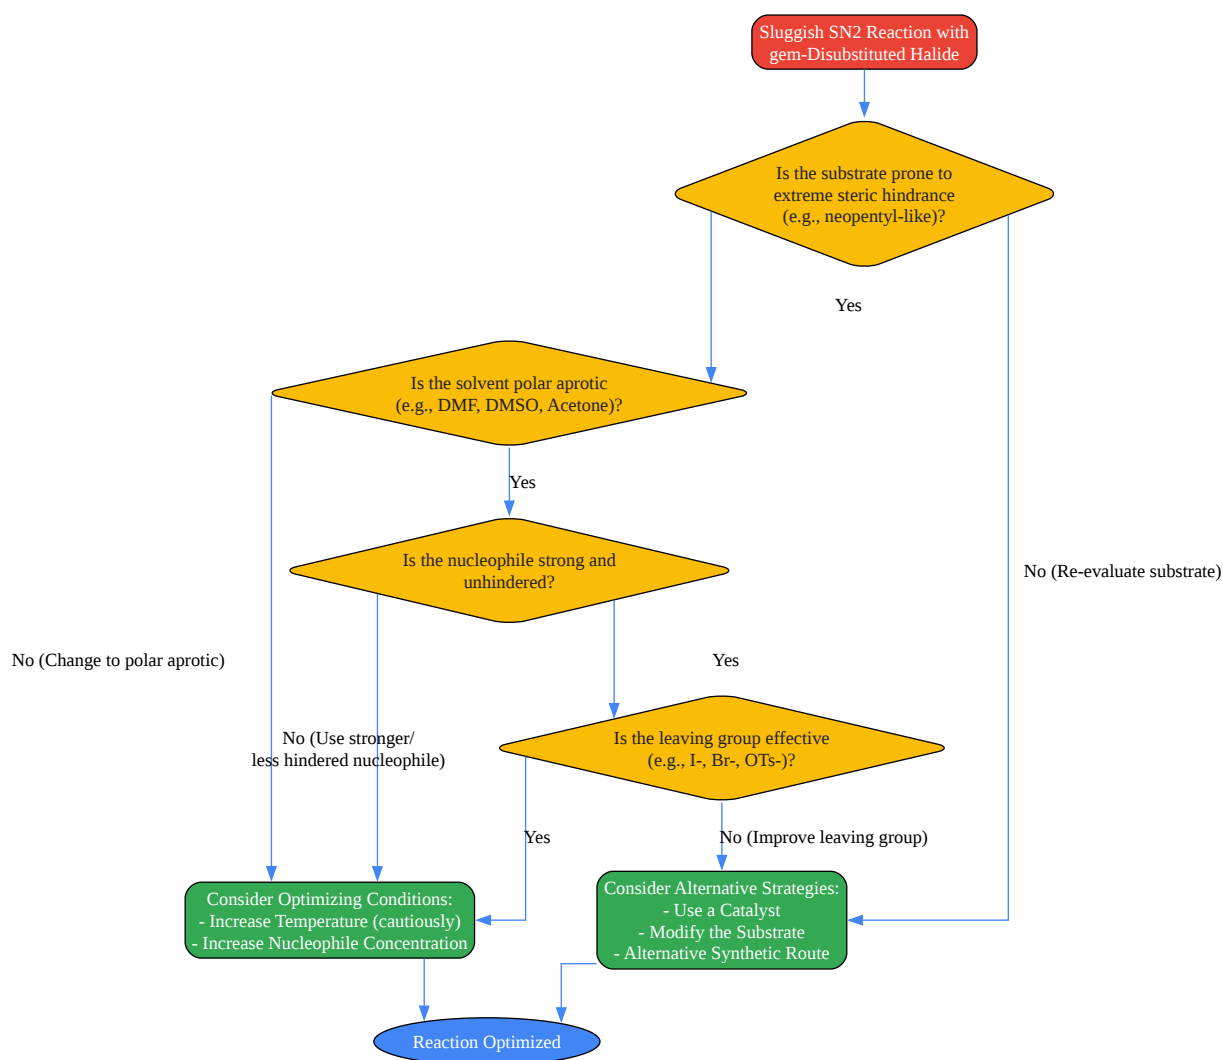 Sluggish SN2 Reaction with
gem-Disubstituted Halide
Is the substrate prone to
extreme steric hindrance
(e.g., neopentyl-like)?
Yes
Is the solvent polar aprotic
(e.g., DMF, DMSO, Acetone)?
Yes
Is the nucleophile strong and
unhindered?
No (Re-evaluate substrate)
No (Change to polar aprotic)
Yes
No (Use stronger/
less hindered nucleophile)
Is the leaving group effective
(e.g., I-, Br-, OTs-)?
Yes
No (Improve leaving group)
Consider Optimizing Conditions:
- Increase Temperature (cautiously)
- Increase Nucleophile Concentration
Consider Alternative Strategies:
- Use a Catalyst
- Modify the Substrate
- Alternative Synthetic Route
Reaction Optimized